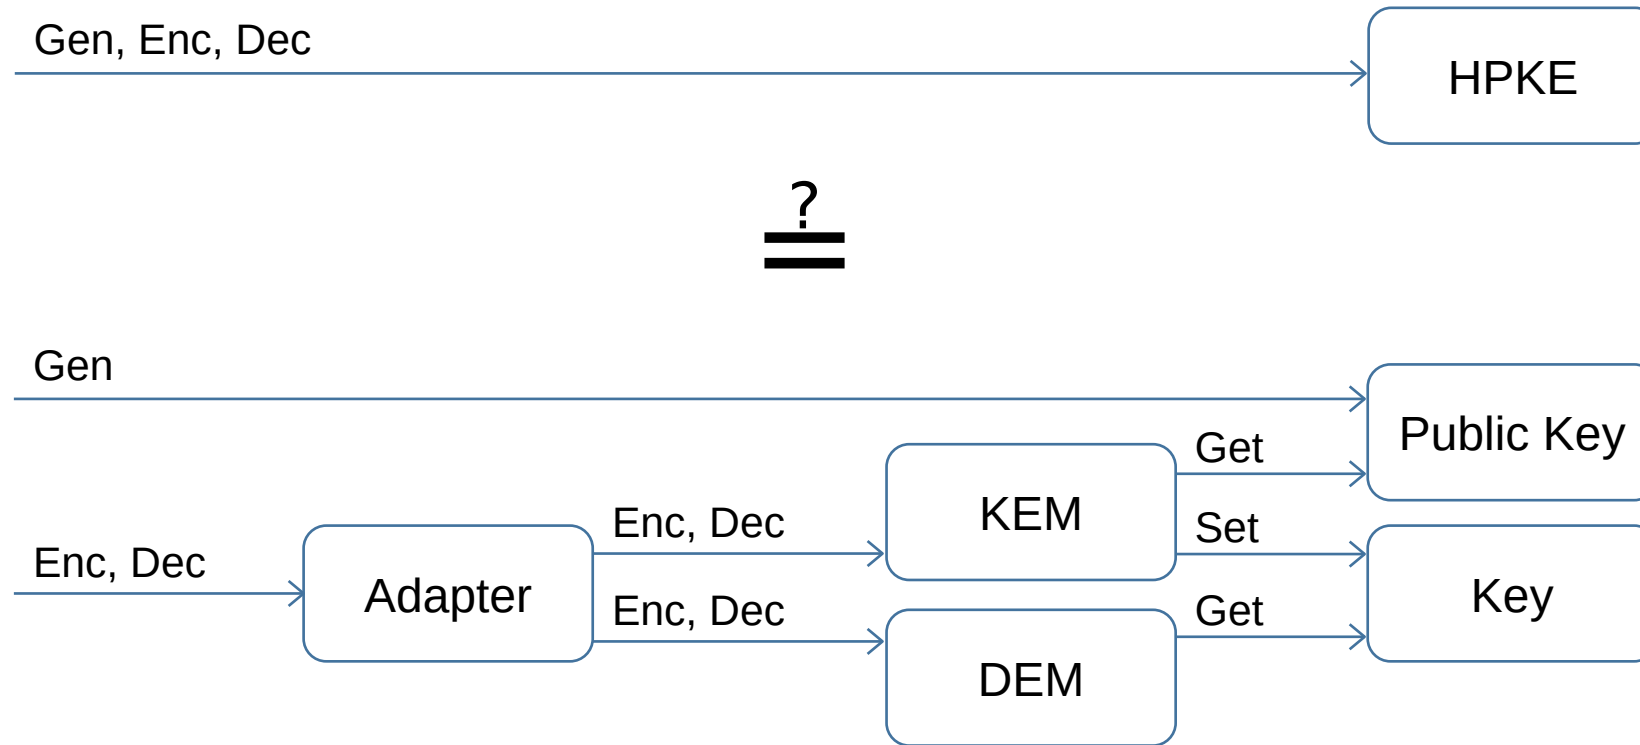 Gen, Enc, Dec
HPKE
?
Gen
Public Key
Get
KEM
Enc, Dec
Set
Enc, Dec
Adapter
Key
Enc, Dec
Get
DEM